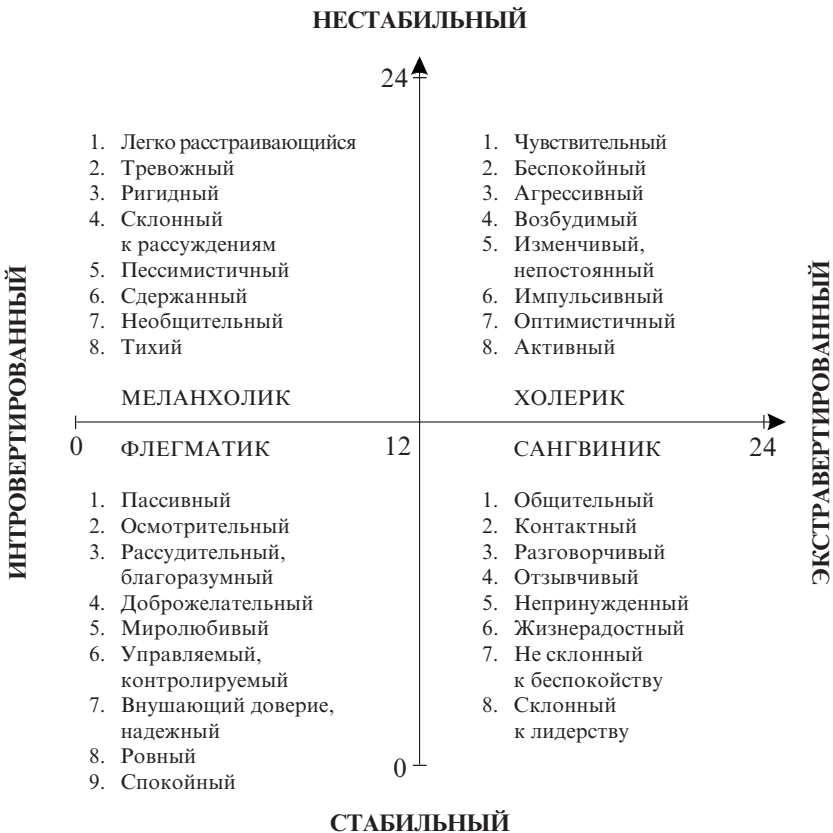 НЕСТАБИЛЬНЫЙ
24
1. Легко расстраивающийся
2. Тревожный
3. Ригидный
4. Склонный
к рассуждениям
5. Пессимистичный
6. Сдержанный
7. Необщительный
8. Тихий
МЕЛАНХОЛИК
1. Чувствительный
2. Беспокойный
3. Агрессивный
4. Возбудимый
5. Изменчивый,
непостоянный
6. Импульсивный
7. Оптимистичный
8. Активный
ХОЛЕРИК
ИНТРОВЕРТИРОВАННЫЙ
ЭКСТРАВЕРТИРОВАННЫЙ
0
12
24
ФЛЕГМАТИК
1. Пассивный
2. Осмотрительный
3. Рассудительный,
благоразумный
4. Доброжелательный
5. Миролюбивый
6. Управляемый,
контролируемый
7. Внушающий доверие,
надежный
8. Ровный
9. Спокойный
САНГВИНИК
1. Общительный
2. Контактный
3. Разговорчивый
4. Отзывчивый
5. Непринужденный
6. Жизнерадостный
7. Не склонный
к беспокойству
8. Склонный
к лидерству
0
СТАБИЛЬНЫЙ